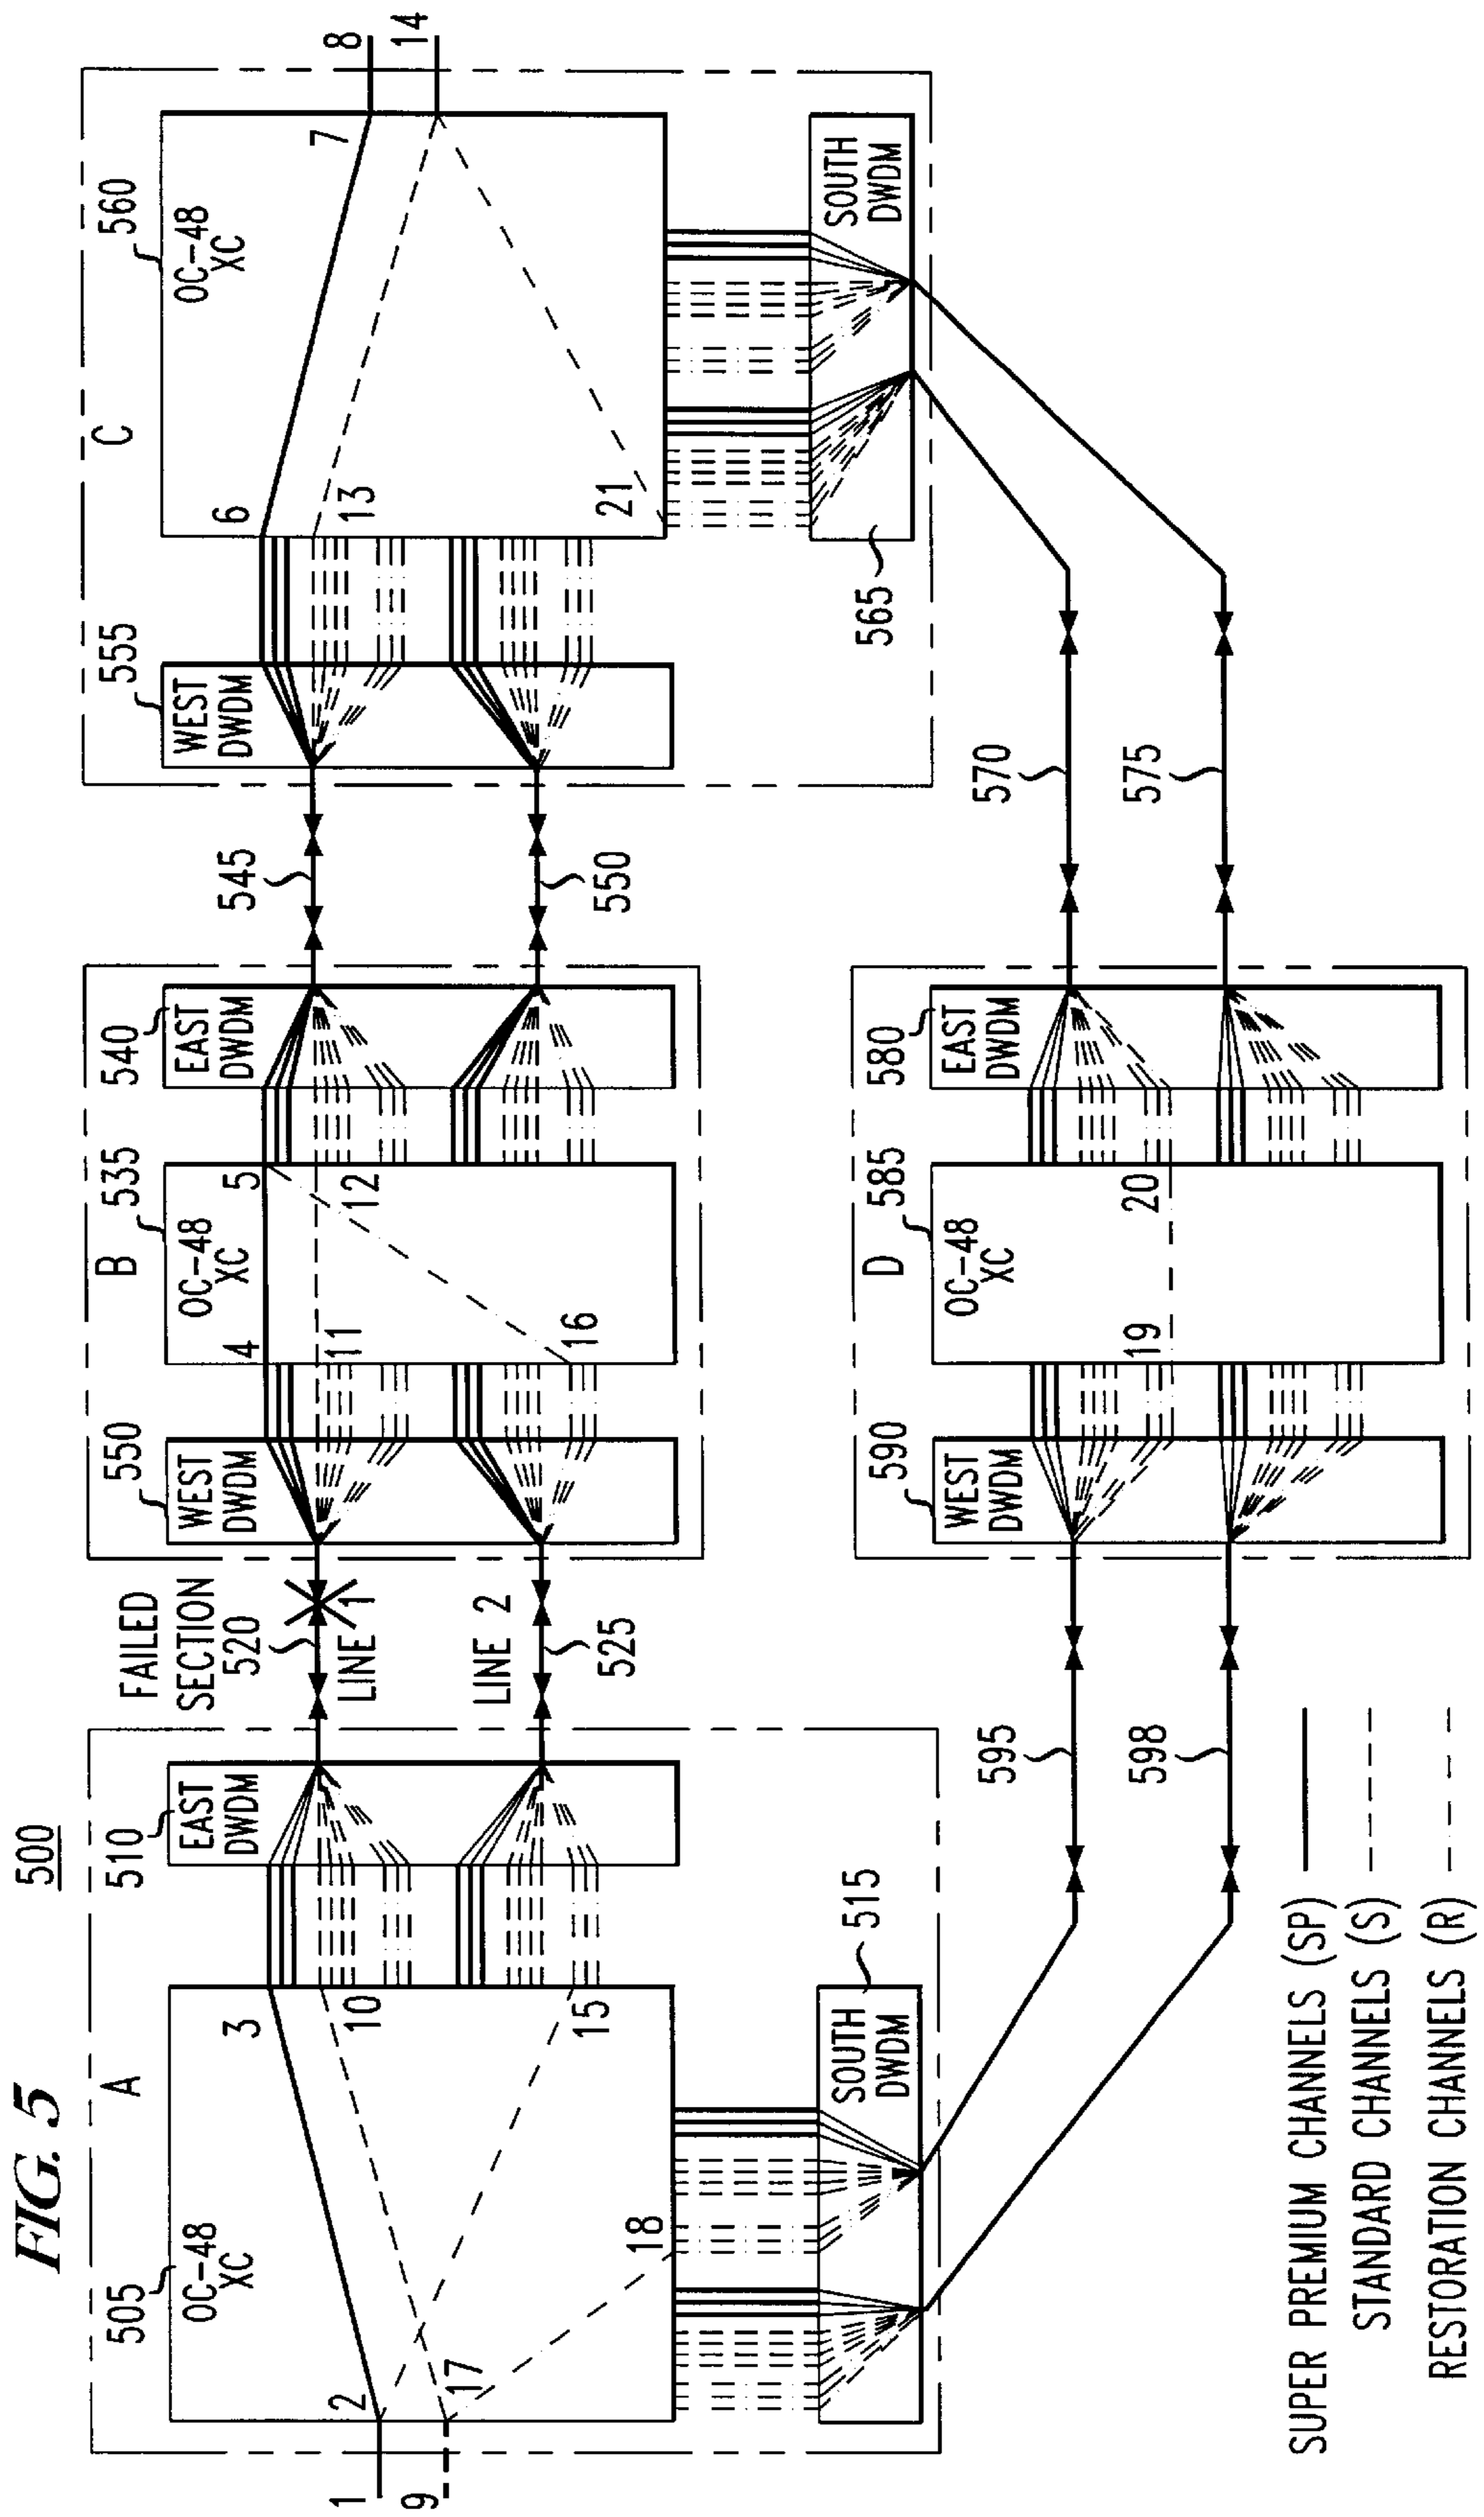 FIG. 5
500
A
505
OC-48
XC
1
2
3
9
10
15
17
18
510
EAST
DWDM
515
SOUTH
DWDM
FAILED
SECTION
520
LINE 1
LINE 2
525
B
550
WEST
DWDM
535
OC-48
XC
4
5
11
12
16
540
EAST
DWDM
545
550
C
555
WEST
DWDM
560
OC-48
XC
6
7
8
13
14
21
565
SOUTH
DWDM
570
575
D
590
WEST
DWDM
585
OC-48
XC
19
20
580
EAST
DWDM
595
598
SUPER PREMIUM CHANNELS (SP)
STANDARD CHANNELS (S)
RESTORATION CHANNELS (R)